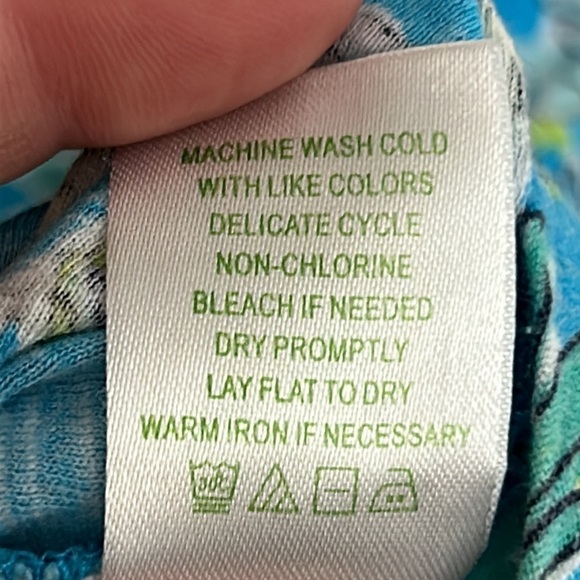 MACHINE WASH COLD
WITH LIKE COLORS
DELICATE CYCLE
NON-CHLORINE
BLEACH IF NEEDED
DRY PROMPTLY
LAY FLAT TO DRY
WARM IRON IF NECESSARY
30C